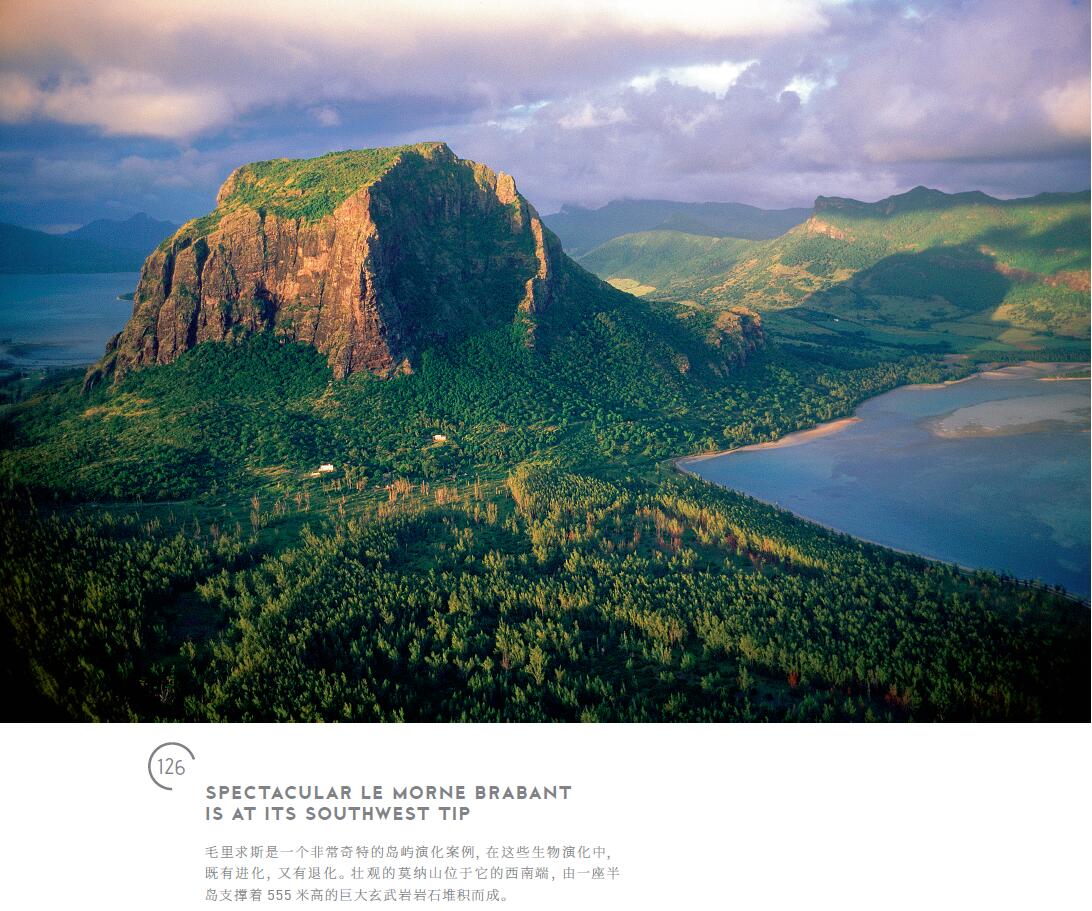 126
SPECTACULAR LE MORNE BRABANT
IS AT ITS SOUTHWEST TIP
毛里求斯是一个非常奇特的岛屿演化案例, 在这些生物演化中,
既有进化, 又有退化。壮观的莫纳山位于它的西南端, 由一座半
岛支撑着 555 米高的巨大玄武岩岩石堆积而成。